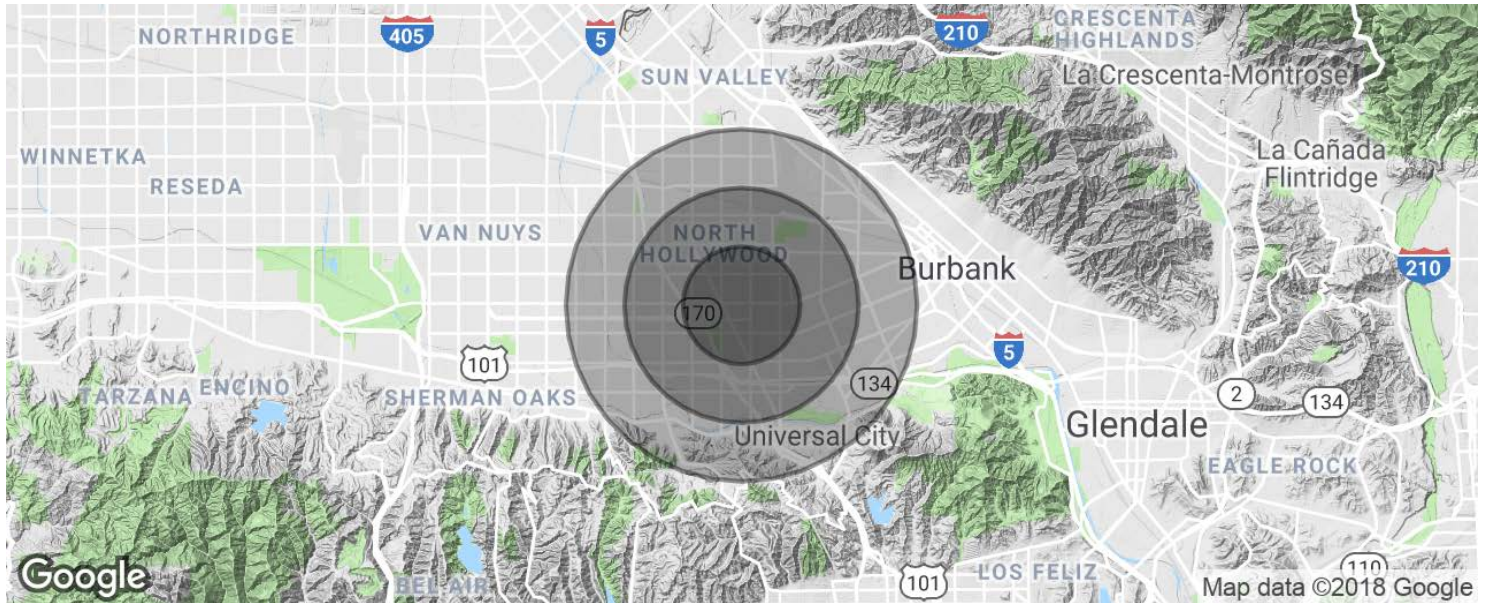 NORTHRIDGE
405
5
210
CRESCENTA
HIGHLANDS
SUN VALLEY
La Crescenta-Montrose
WINNETKA
RESEDA
La Cañada
Flintridge
VAN NUYS
NORTH
HOLLYWOOD
Burbank
210
170
101
5
134
2
134
TARZANA
ENCINO
SHERMAN OAKS
Universal City
Glendale
EAGLE ROCK
Google
BEL AIR
101
LOS FELIZ
110
Map data ©2018 Google